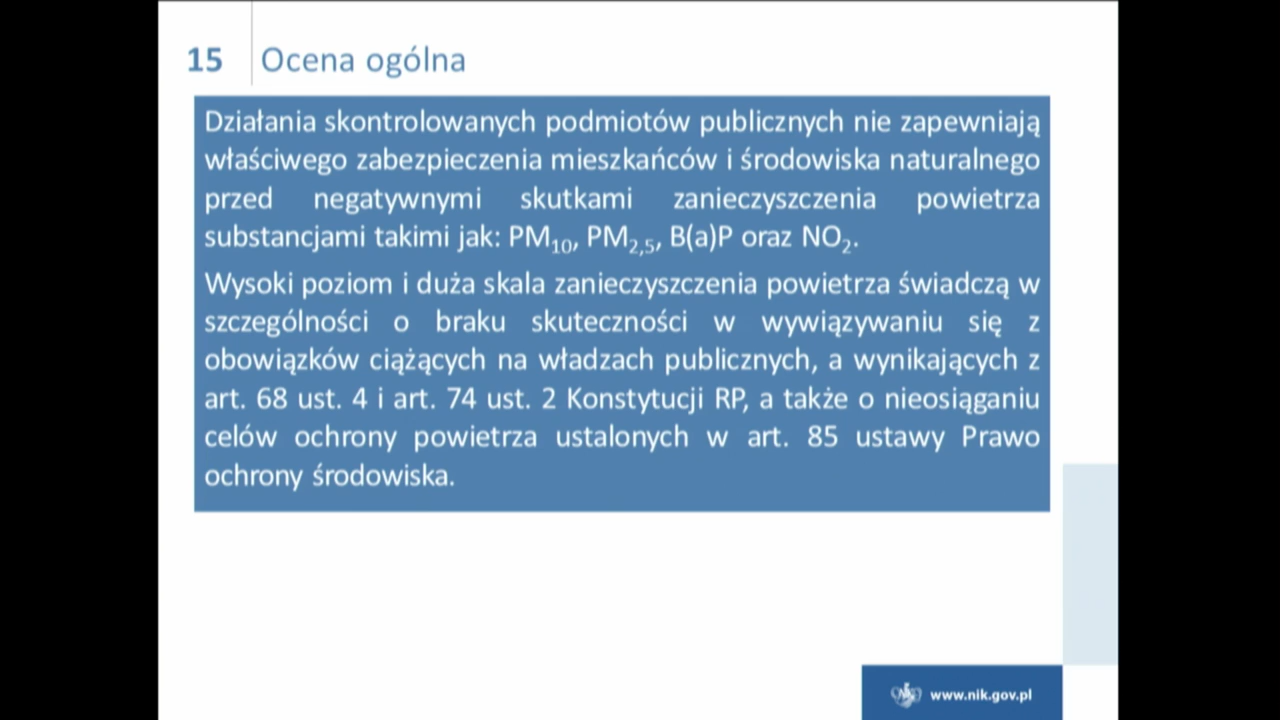 15 Ocena ogólna
Działania skontrolowanych podmiotów publicznych nie zapewniają
właściwego zabezpieczenia mieszkańców i środowiska naturalnego
przed negatywnymi skutkami zanieczyszczenia powietrza
substancjami takimi jak: PM₁₀, PM₂,₅, B(a)P oraz NO₂.
Wysoki poziom i duża skala zanieczyszczenia powietrza świadczą w
szczególności o braku skuteczności w wywiązywaniu się z
obowiązków ciążących na władzach publicznych, a wynikających z
art. 68 ust. 4 i art. 74 ust. 2 Konstytucji RP, a także o nieosiąganiu
celów ochrony powietrza ustalonych w art. 85 ustawy Prawo
ochrony środowiska.
www.nik.gov.pl